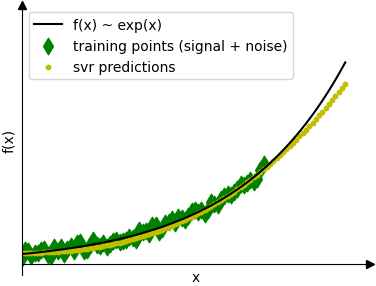 f(x) ~ exp(x)
training points (signal + noise)
svr predictions
f(x)
x